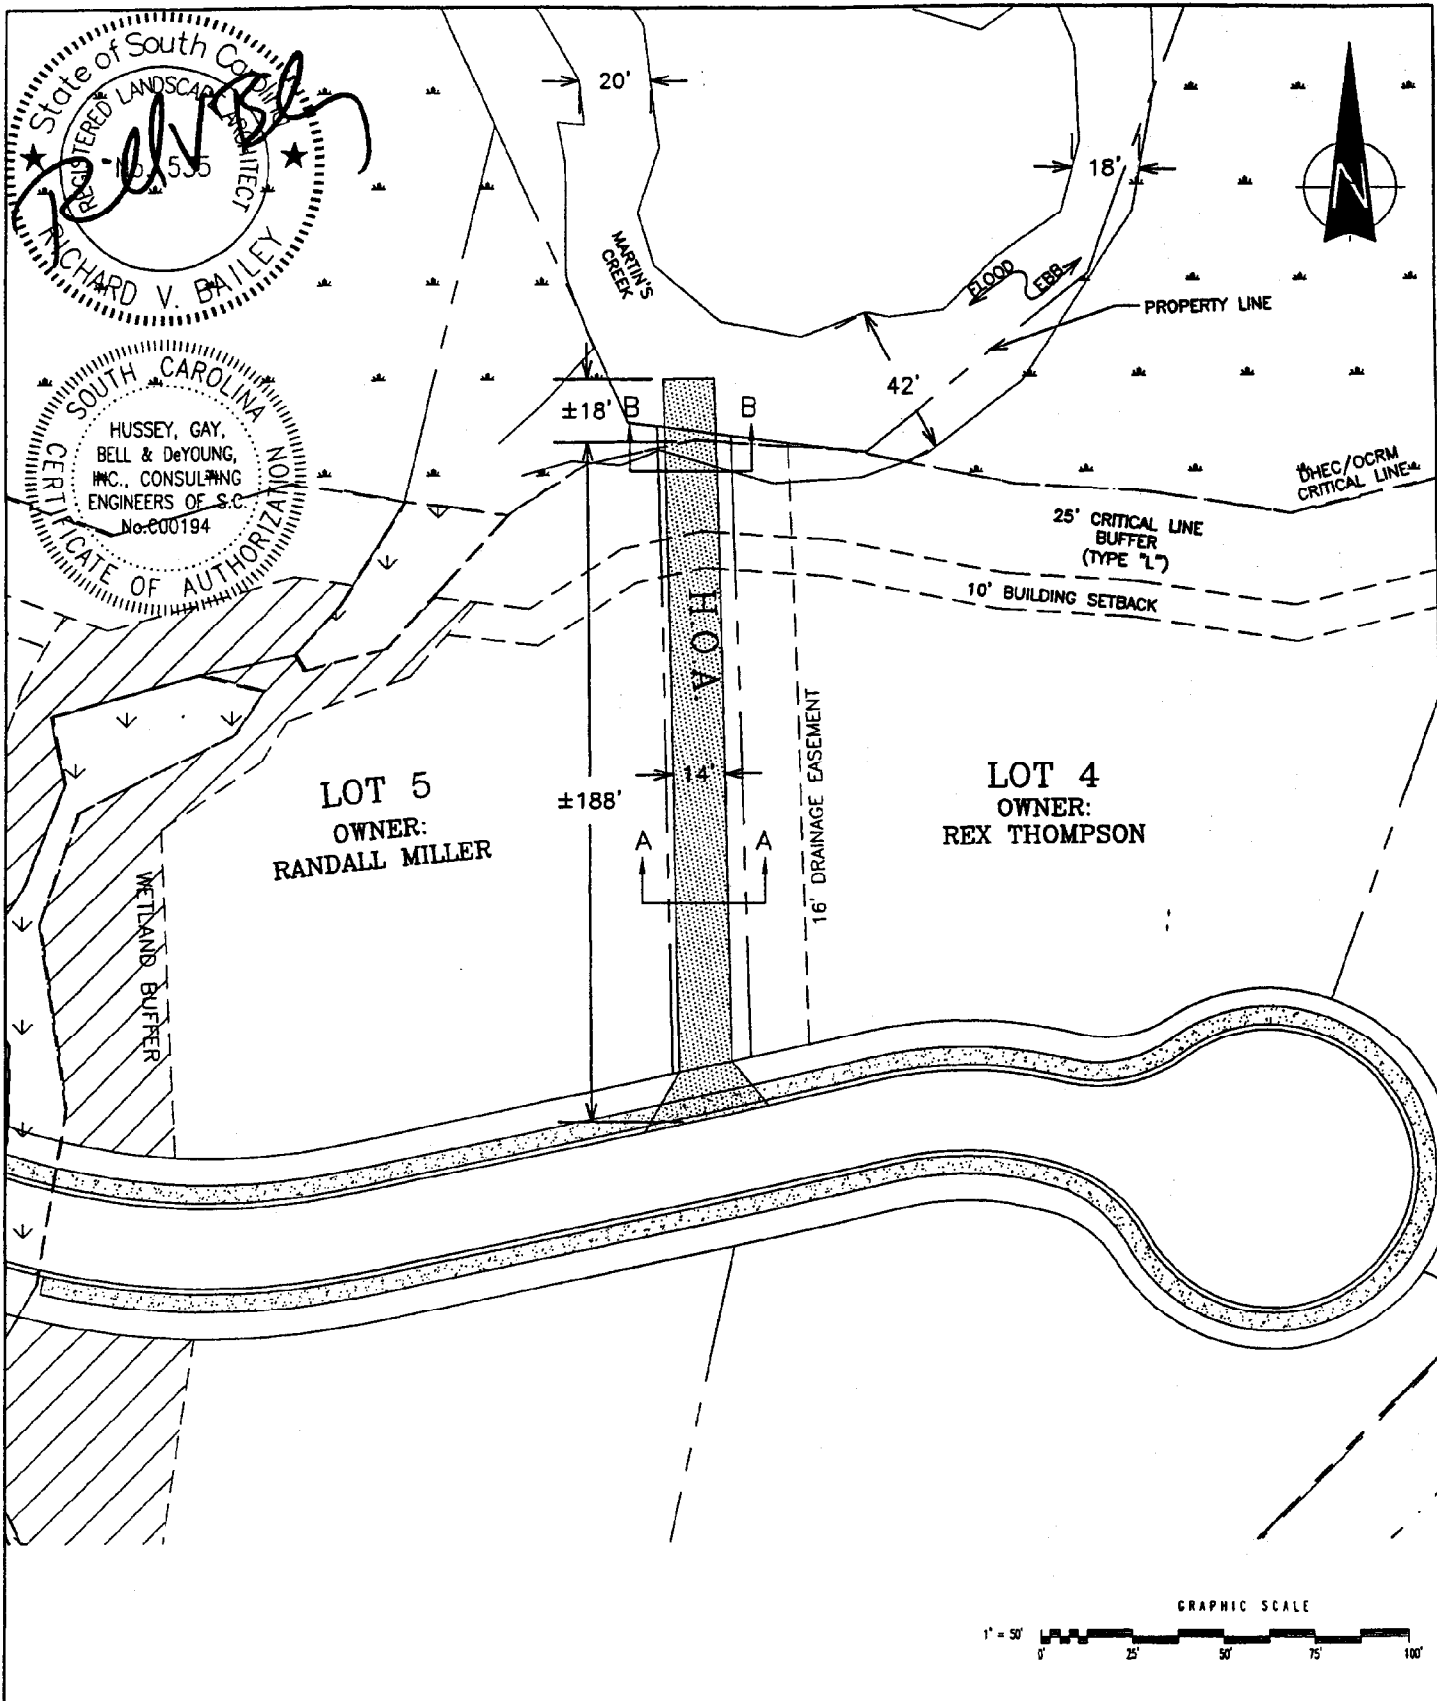 State of South Carolina
REGISTERED LANDSCAPE ARCHITECT
No. 535
RICHARD V. BAILEY
SOUTH CAROLINA
HUSSEY, GAY,
BELL & DeYOUNG,
INC., CONSULTING
ENGINEERS OF S.C.
No.C00194
CERTIFICATE OF AUTHORIZATION
20'
18'
N
MARTIN'S
CREEK
FLOOD
EBB
PROPERTY LINE
42'
±18'
B
B
DHEC/OCRM
CRITICAL LINE
25' CRITICAL LINE
BUFFER
(TYPE "L")
10' BUILDING SETBACK
H.O.A.
16' DRAINAGE EASEMENT
14'
±188'
LOT 5
OWNER:
RANDALL MILLER
LOT 4
OWNER:
REX THOMPSON
A
A
WETLAND BUFFER
GRAPHIC SCALE
1" = 50'
0'
25'
50'
75'
100'